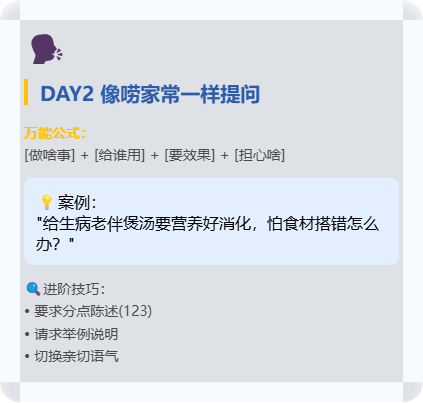 DAY2 像唠家常一样提问
万能公式：
[做啥事] + [给谁用] + [要效果] + [担心啥]
案例：
"给生病老伴煲汤要营养好消化，怕食材搭错怎么
办？"
进阶技巧：
• 要求分点陈述(123)
• 请求举例说明
• 切换亲切语气